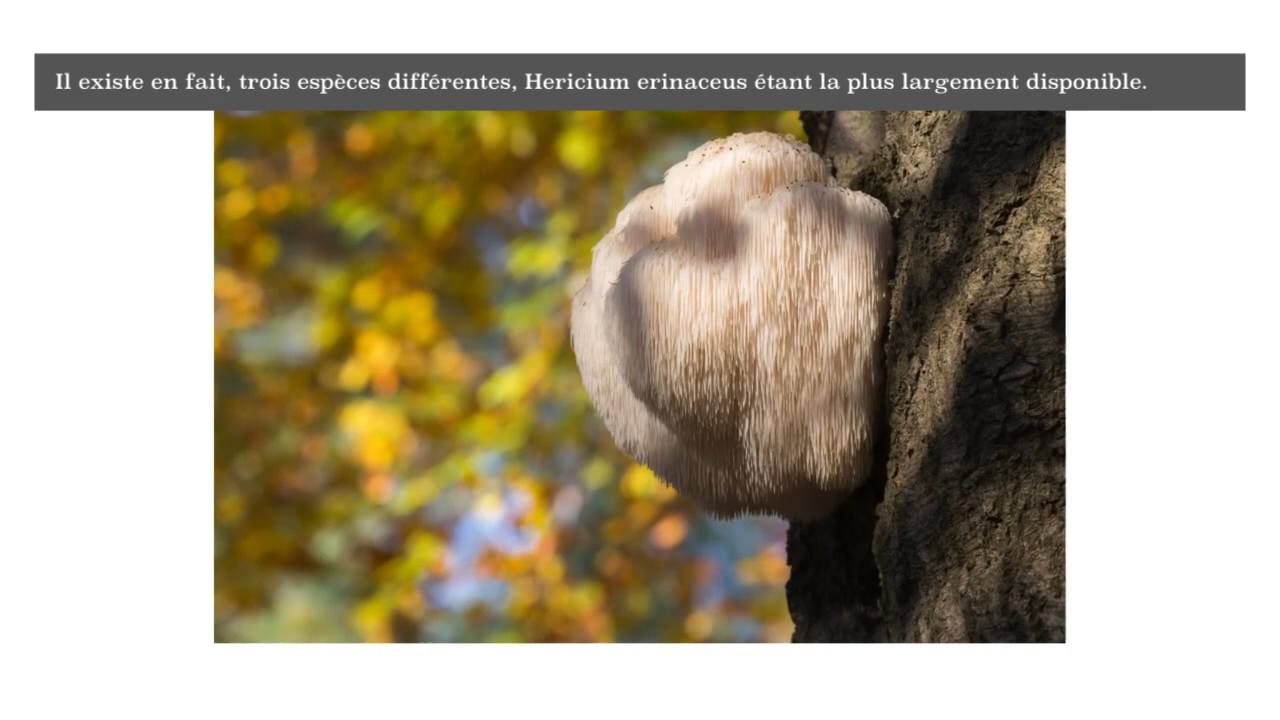 Il existe en fait, trois espèces différentes, Hericium erinaceus étant la plus largement disponible.